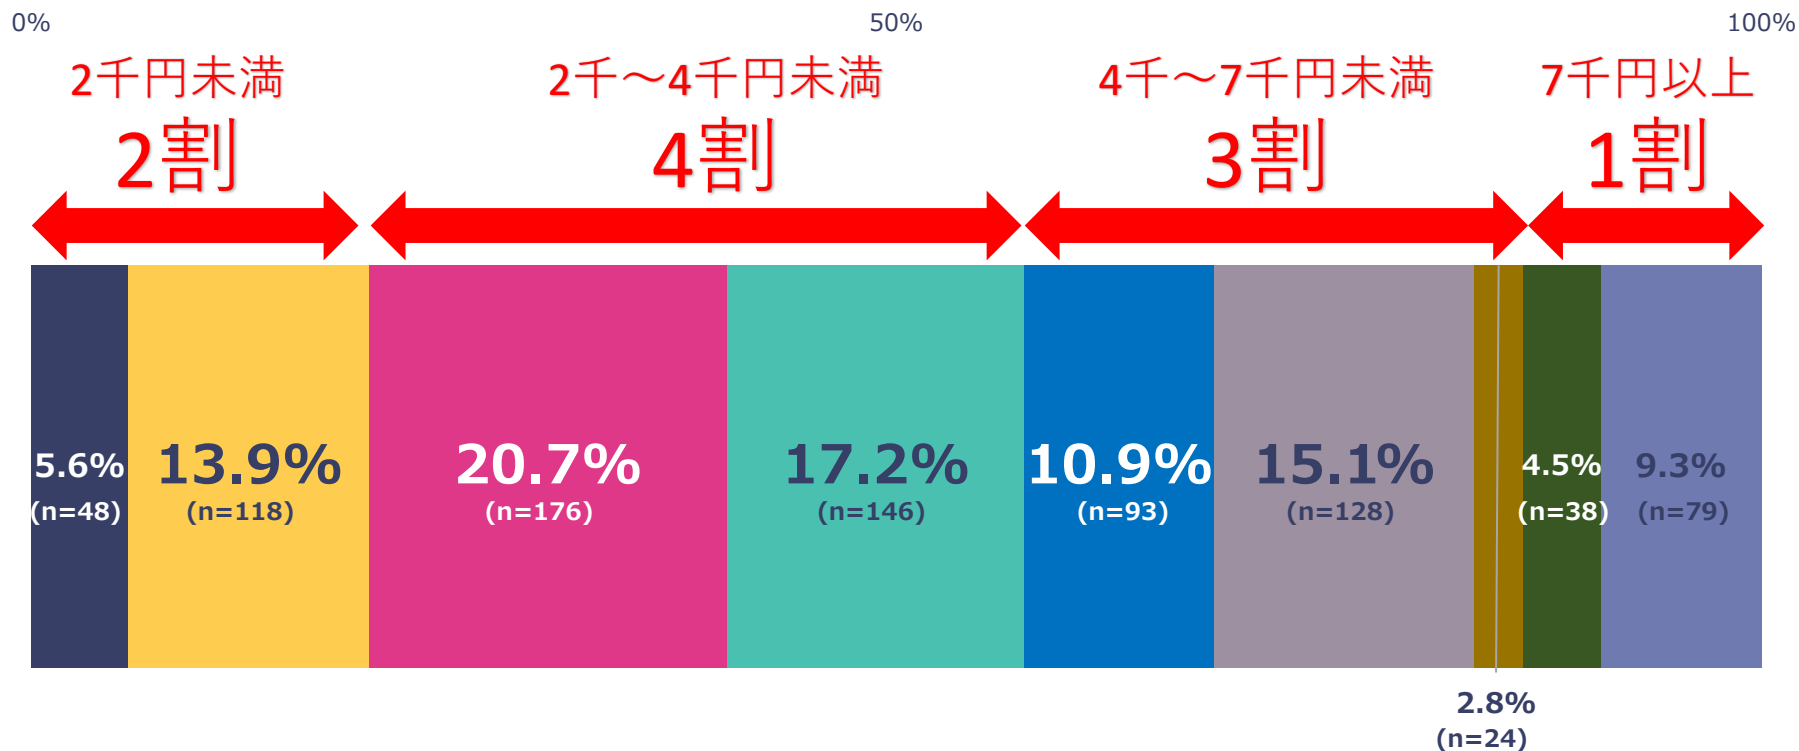 0%
50%
100%
2千円未満
2千～4千円未満
4千～7千円未満
7千円以上
2割
4割
3割
1割
5.6%
(n=48)
13.9%
(n=118)
20.7%
(n=176)
17.2%
(n=146)
10.9%
(n=93)
15.1%
(n=128)
2.8%
(n=24)
4.5%
(n=38)
9.3%
(n=79)